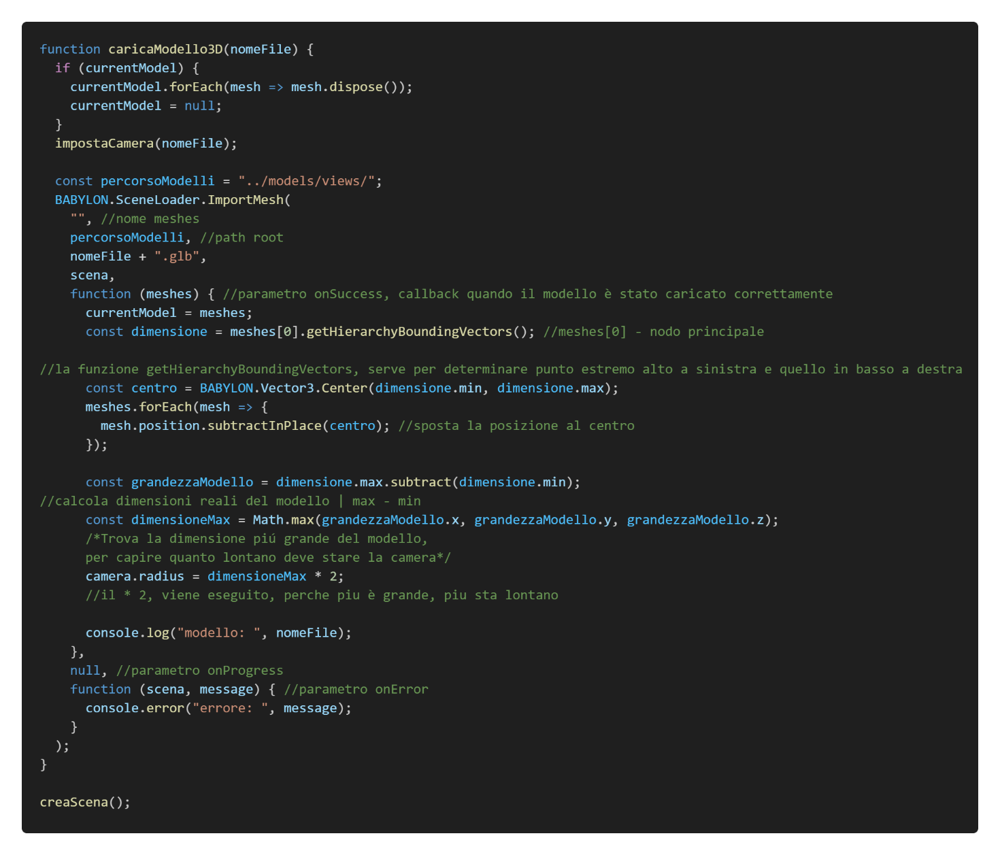 function caricaModello3D(nomeFile) {
  if (currentModel) {
    currentModel.forEach(mesh => mesh.dispose());
    currentModel = null;
  }
  impostaCamera(nomeFile);

  const percorsoModelli = "../models/views/";
  BABYLON.SceneLoader.ImportMesh(
    "", //nome meshes
    percorsoModelli, //path root
    nomeFile + ".glb",
    scena,
    function (meshes) { //parametro onSuccess, callback quando il modello è stato caricato correttamente
      currentModel = meshes;
      const dimensione = meshes[0].getHierarchyBoundingVectors(); //meshes[0] - nodo principale

//la funzione getHierarchyBoundingVectors, serve per determinare punto estremo alto a sinistra e quello in basso a destra
      const centro = BABYLON.Vector3.Center(dimensione.min, dimensione.max);
      meshes.forEach(mesh => {
        mesh.position.subtractInPlace(centro); //sposta la posizione al centro
      });

      const grandezzaModello = dimensione.max.subtract(dimensione.min);
//calcola dimensioni reali del modello | max - min
      const dimensioneMax = Math.max(grandezzaModello.x, grandezzaModello.y, grandezzaModello.z);
      /*Trova la dimensione piú grande del modello,
      per capire quanto lontano deve stare la camera*/
      camera.radius = dimensioneMax * 2;
      //il * 2, viene eseguito, perche piu è grande, piu sta lontano

      console.log("modello: ", nomeFile);
    },
    null, //parametro onProgress
    function (scena, message) { //parametro onError
      console.error("errore: ", message);
    }
  );
}

creaScena();